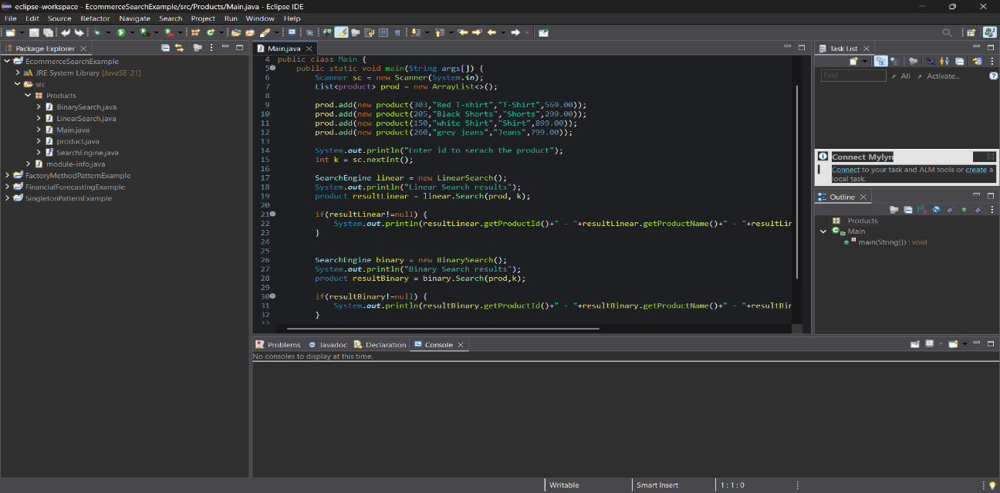 eclipse-workspace - EcommerceSearchExample/src/Products/Main.java - Eclipse IDE
File Edit Source Refactor Navigate Search Project Run Window Help
Package Explorer
EcommerceSearchExample
JRE System Library [JavaSE-21]
src
Products
BinarySearch.java
LinearSearch.java
Main.java
product.java
SearchEngine.java
module-info.java
FactoryMethodPatternExample
FinancialForecastingExample
SingletonPatternExample
Main.java
4 public class Main {
5 public static void main(String args[]) {
6 Scanner sc = new Scanner(System.in);
7 List<product> prod = new ArrayList<>();
8
9 prod.add(new product(303,"Red T-shirt","T-Shirt",569.00));
10 prod.add(new product(205,"Black Shorts","Shorts",299.00));
11 prod.add(new product(150,"white Shirt","Shirt",899.00));
12 prod.add(new product(260,"grey jeans","Jeans",799.00));
13
14 System.out.println("Enter id to serach the product");
15 int k = sc.nextInt();
16
17 SearchEngine linear = new LinearSearch();
18 System.out.println("Linear Search results");
19 product resultLinear = linear.Search(prod, k);
20
21 if(resultLinear!=null) {
22 System.out.println(resultLinear.getProductId()+" - "+resultLinear.getProductName()+" - "+resultLin
23 }
24
25
26 SearchEngine binary = new BinarySearch();
27 System.out.println("Binary Search results");
28 product resultBinary = binary.Search(prod,k);
29
30 if(resultBinary!=null) {
31 System.out.println(resultBinary.getProductId()+" - "+resultBinary.getProductName()+" - "+resultBin
32 }
33
Task List
Find All Activate...
Connect Mylyn
Connect to your task and ALM tools or create a
local task.
Outline
Products
Main
main(String[]) : void
Problems Javadoc Declaration Console
No consoles to display at this time.
Writable Smart Insert 1 : 1 : 0